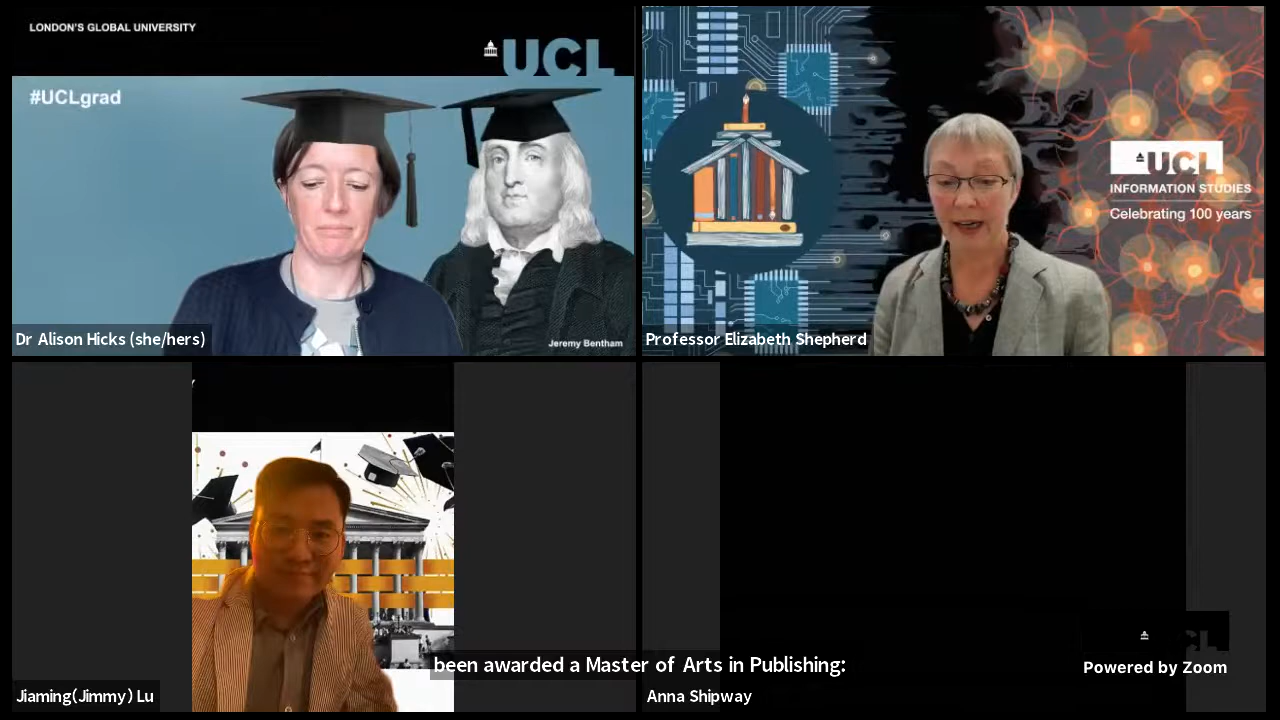 LONDON'S GLOBAL UNIVERSITY
UCL
#UCLgrad
Jeremy Bentham
Dr Alison Hicks (she/hers)
UCL
INFORMATION STUDIES
Celebrating 100 years
Professor Elizabeth Shepherd
been awarded a Master of Arts in Publishing:
Jiaming(Jimmy) Lu
Anna Shipway
Powered by Zoom